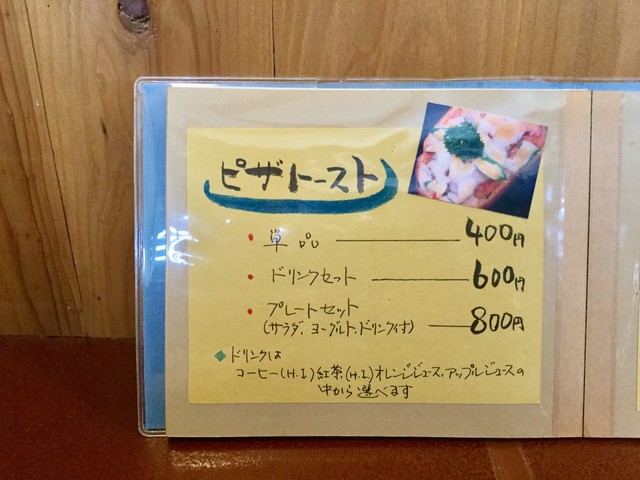 ピザトースト
・単品 ― 400円
・ドリンクセット ― 600円
・プレートセット
(サラダ、ヨーグルト、ドリンク付) ― 800円
◆ドリンクは
コーヒー(H.I)紅茶(H.I)オレンジジュース、アップルジュースの
中から選べます